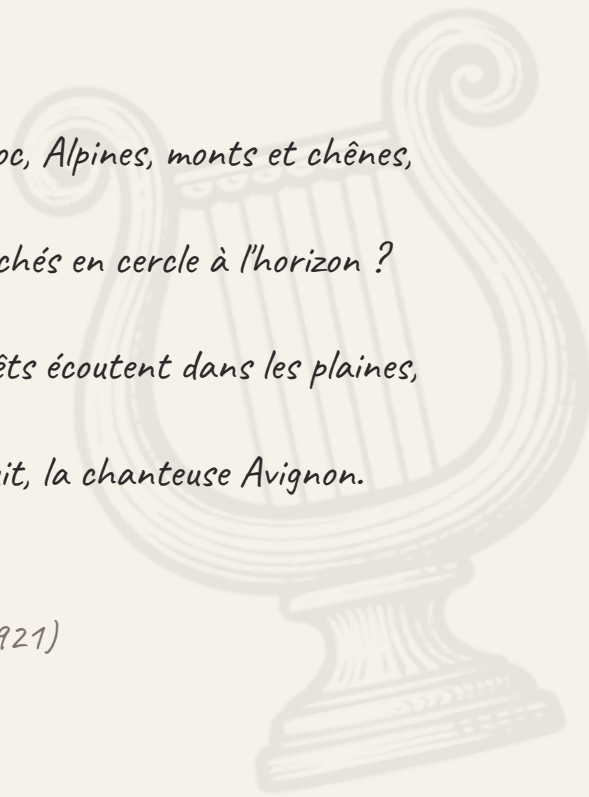 oc, Alpines, monts et chênes,
chés en cercle à l'horizon ?
êts écoutent dans les plaines,
it, la chanteuse Avignon.
921)